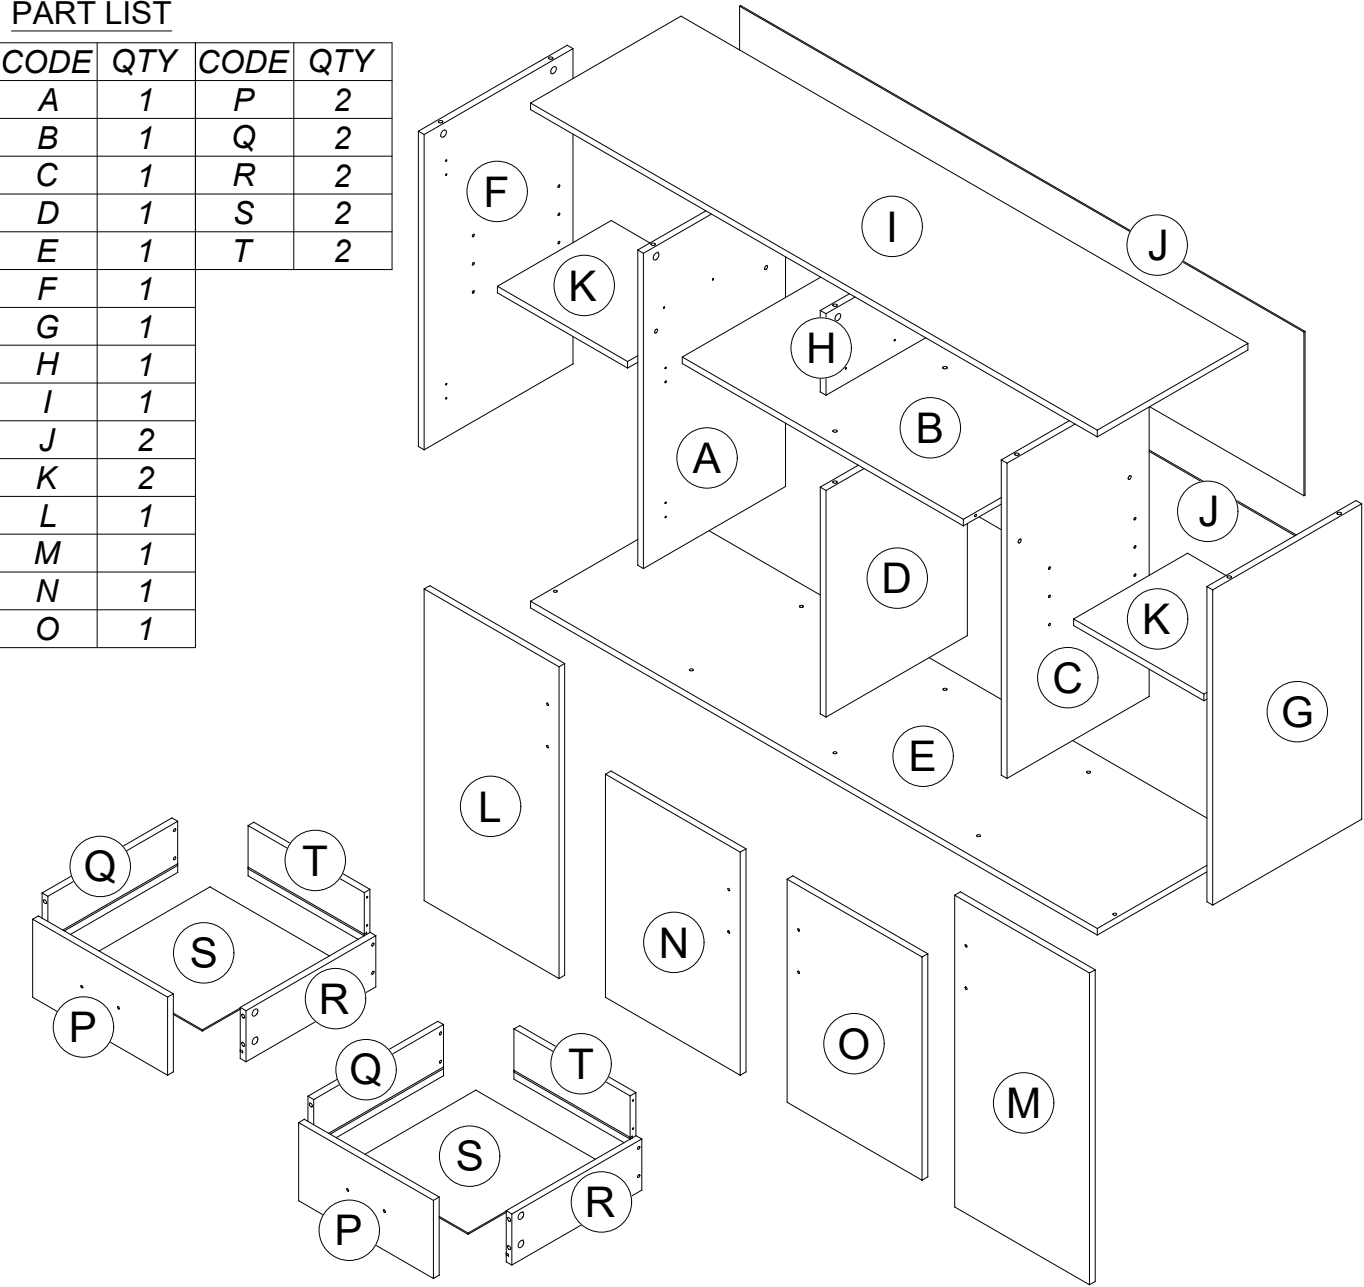 PART LIST
CODE QTY CODE QTY
A 1 P 2
B 1 Q 2
C 1 R 2
D 1 S 2
E 1 T 2
F 1
G 1
H 1
I 1
J 2
K 2
L 1
M 1
N 1
O 1
F
I
J
K
H
B
A
J
D
K
C
G
E
L
N
O
M
Q
T
S
R
P
Q
T
S
R
P